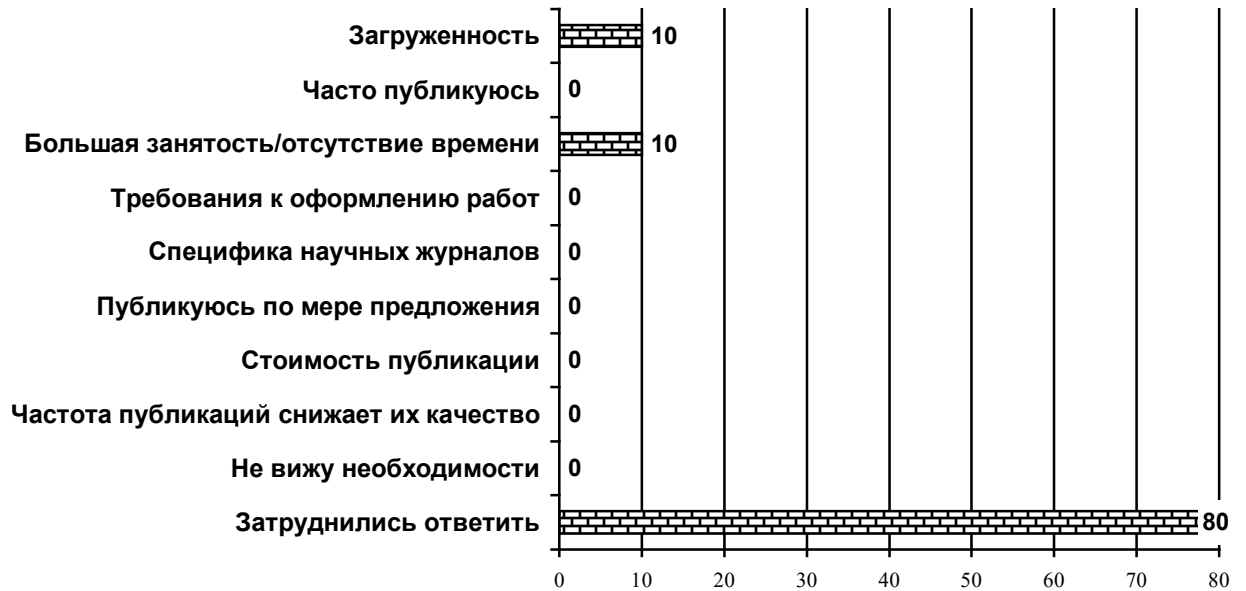 Загруженность 10
Часто публикуюсь 0
Большая занятость/отсутствие времени 10
Требования к оформлению работ 0
Специфика научных журналов 0
Публикуюсь по мере предложения 0
Стоимость публикации 0
Частота публикаций снижает их качество 0
Не вижу необходимости 0
Затруднились ответить 80
0 10 20 30 40 50 60 70 80